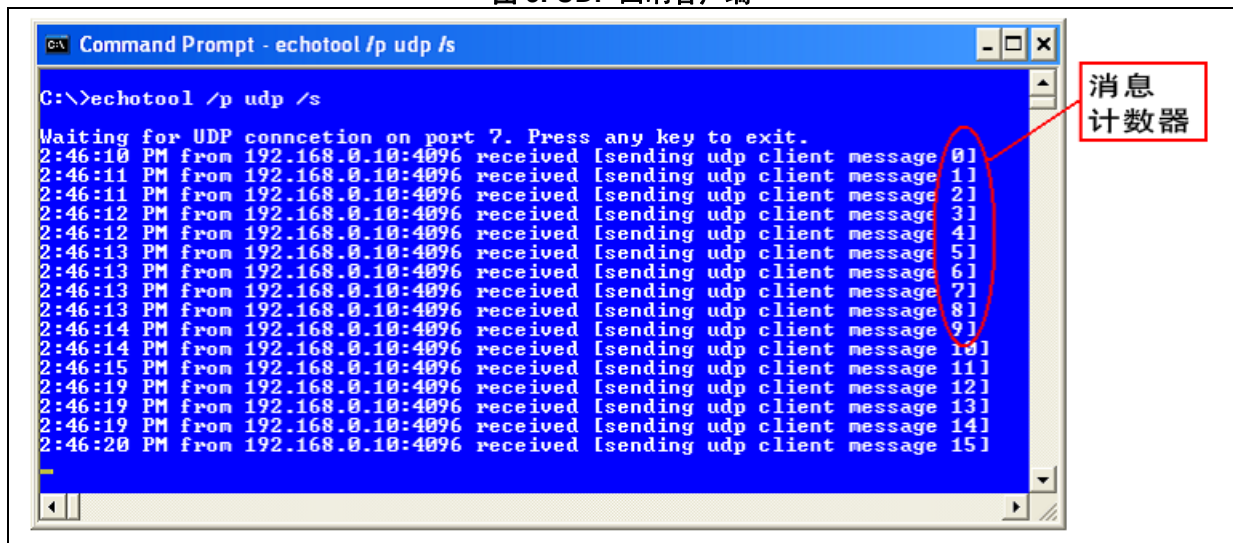 Command Prompt - echotool /p udp /s
C:\>echotool /p udp /s
Waiting for UDP conncetion on port 7. Press any key to exit.
2:46:10 PM from 192.168.0.10:4096 received [sending udp client message 0]
2:46:11 PM from 192.168.0.10:4096 received [sending udp client message 1]
2:46:11 PM from 192.168.0.10:4096 received [sending udp client message 2]
2:46:12 PM from 192.168.0.10:4096 received [sending udp client message 3]
2:46:12 PM from 192.168.0.10:4096 received [sending udp client message 4]
2:46:13 PM from 192.168.0.10:4096 received [sending udp client message 5]
2:46:13 PM from 192.168.0.10:4096 received [sending udp client message 6]
2:46:13 PM from 192.168.0.10:4096 received [sending udp client message 7]
2:46:13 PM from 192.168.0.10:4096 received [sending udp client message 8]
2:46:14 PM from 192.168.0.10:4096 received [sending udp client message 9]
2:46:14 PM from 192.168.0.10:4096 received [sending udp client message 10]
2:46:15 PM from 192.168.0.10:4096 received [sending udp client message 11]
2:46:19 PM from 192.168.0.10:4096 received [sending udp client message 12]
2:46:19 PM from 192.168.0.10:4096 received [sending udp client message 13]
2:46:19 PM from 192.168.0.10:4096 received [sending udp client message 14]
2:46:20 PM from 192.168.0.10:4096 received [sending udp client message 15]
消息
计数器